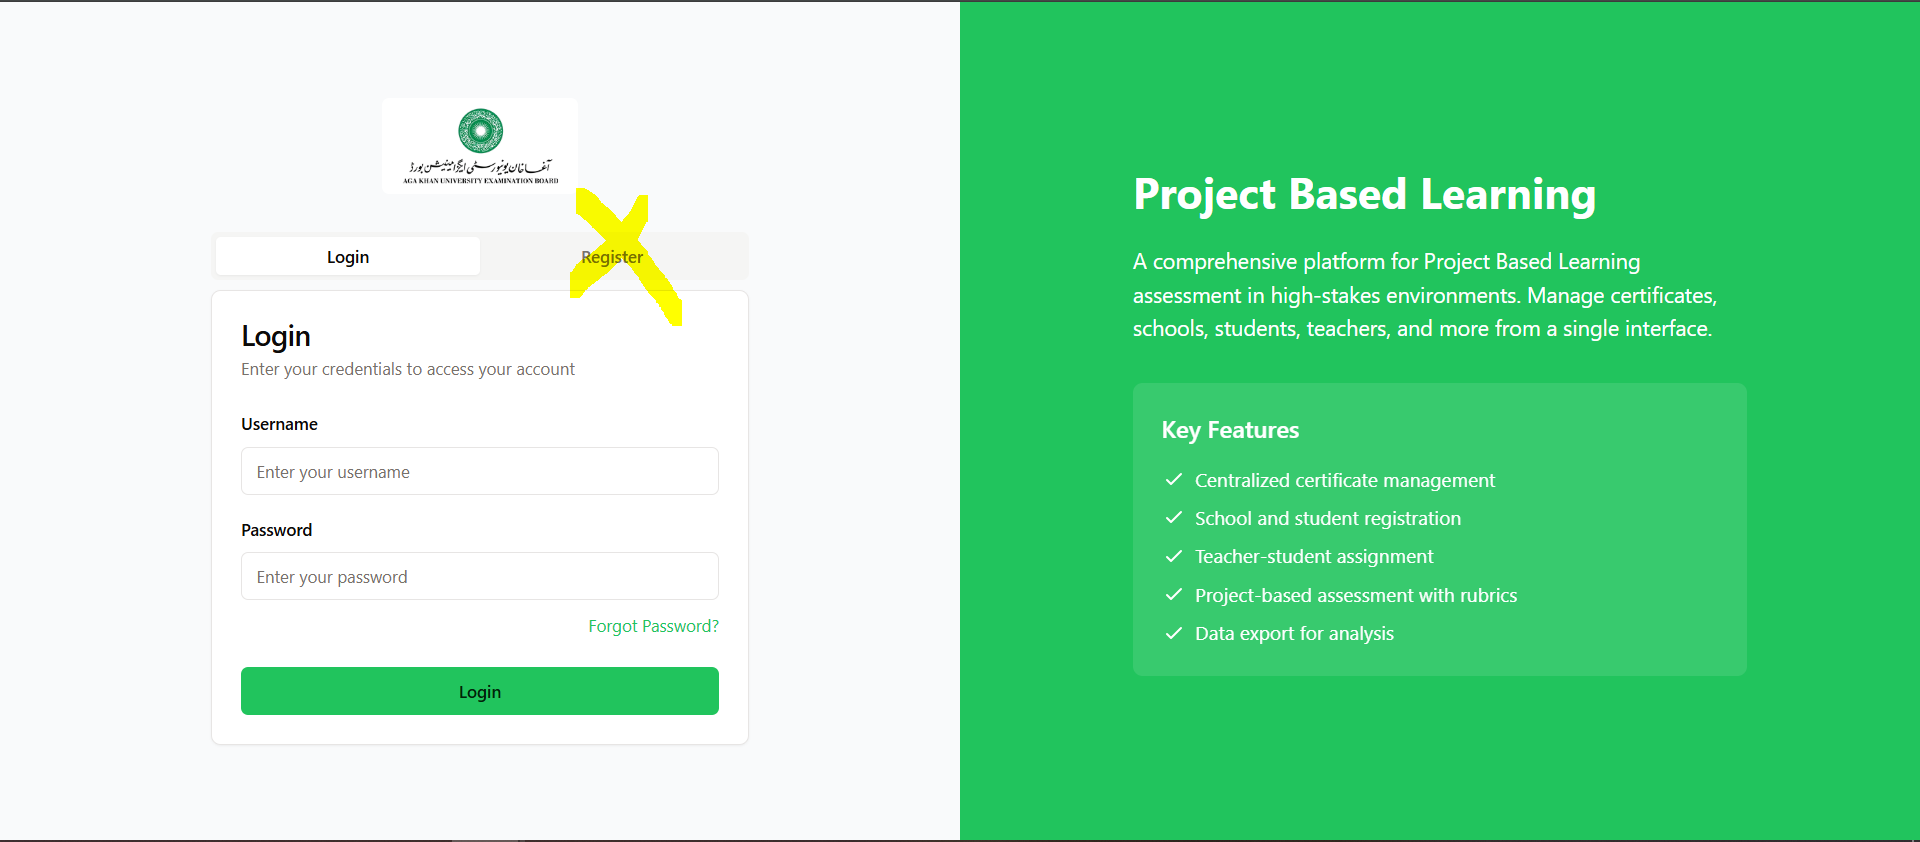 آغا خان یونیورسٹی ایگزامینیشن بورڈ
AGA KHAN UNIVERSITY EXAMINATION BOARD
Login
Register
Login
Enter your credentials to access your account
Username
Enter your username
Password
Enter your password
Forgot Password?
Login
Project Based Learning
A comprehensive platform for Project Based Learning
assessment in high-stakes environments. Manage certificates,
schools, students, teachers, and more from a single interface.
Key Features
Centralized certificate management
School and student registration
Teacher-student assignment
Project-based assessment with rubrics
Data export for analysis